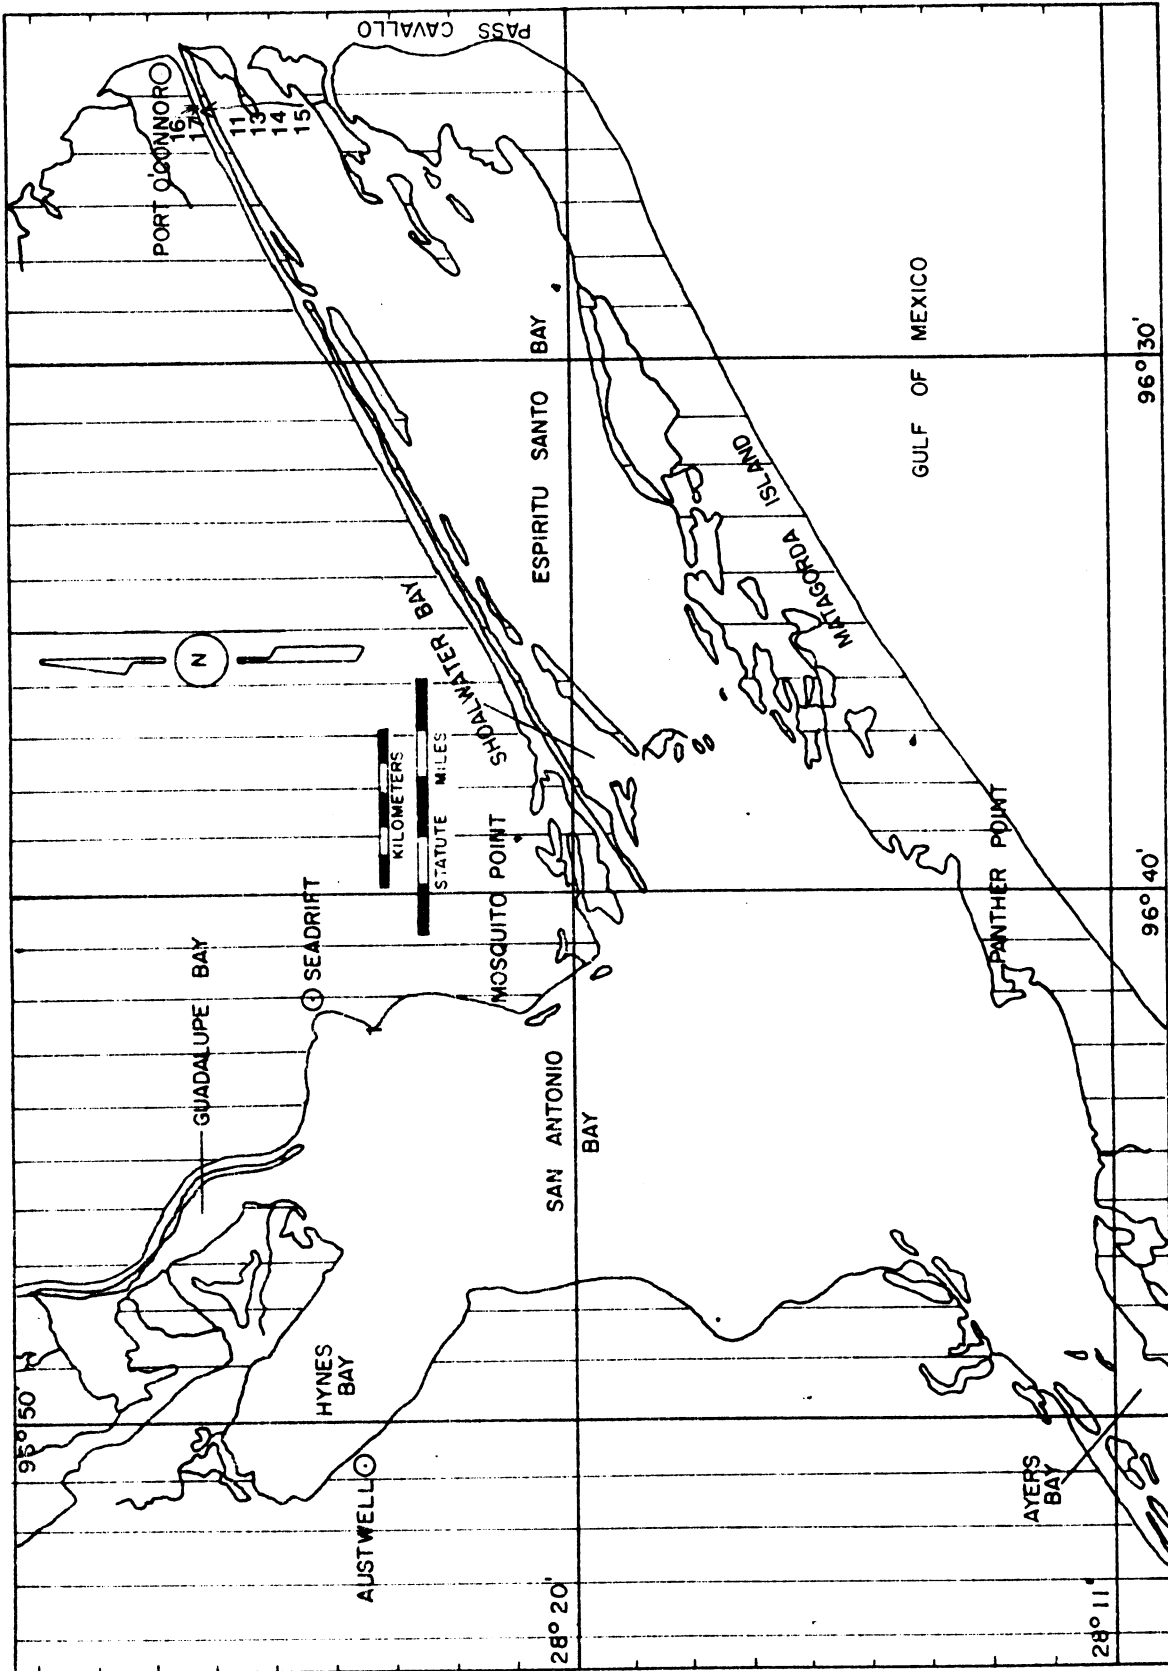 96°50'
PORT O'CONNOR
16
17
11
13
14
15
GUADALUPE BAY
SEADRIFT
HYNES
BAY
AUSTWELL
N
KILOMETERS
STATUTE MILES
SHOALWATER BAY
MOSQUITO POINT
PASS
CAVALLO
ESPIRITU SANTO BAY
SAN ANTONIO
BAY
28° 20'
MATAGORDA ISLAND
GULF OF MEXICO
PANTHER POINT
AYERS
BAY
28° 11'
96° 40'
96° 30'